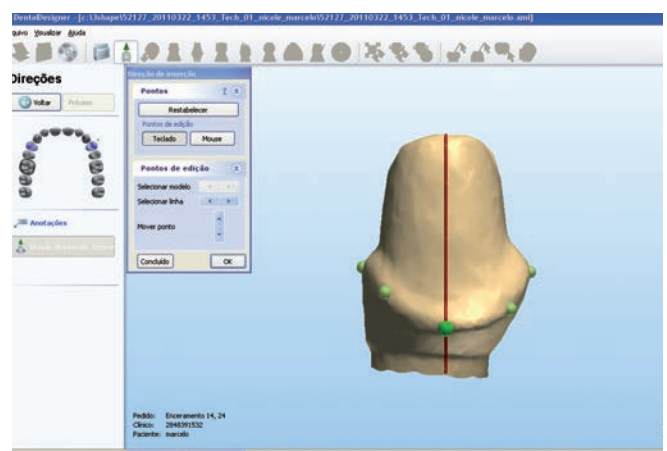 DentalDesigner - [c:\3shape\52127_20110322_1453_Tech_01_nicole_marcelo\52127_20110322_1453_Tech_01_nicole_marcelo.xml]
quivo Visualizar Ajuda
Direções
Voltar Próximo
Anotações
Direção de inserção
Pontos ?
Restabelecer
Pontos de edição
Teclado Mouse
Pontos de edição
Selecionar modelo
Selecionar linha
Mover ponto
Concluído OK
Pedido: Enceramento 14, 24
Clínico: 2848391532
Paciente: marcelo